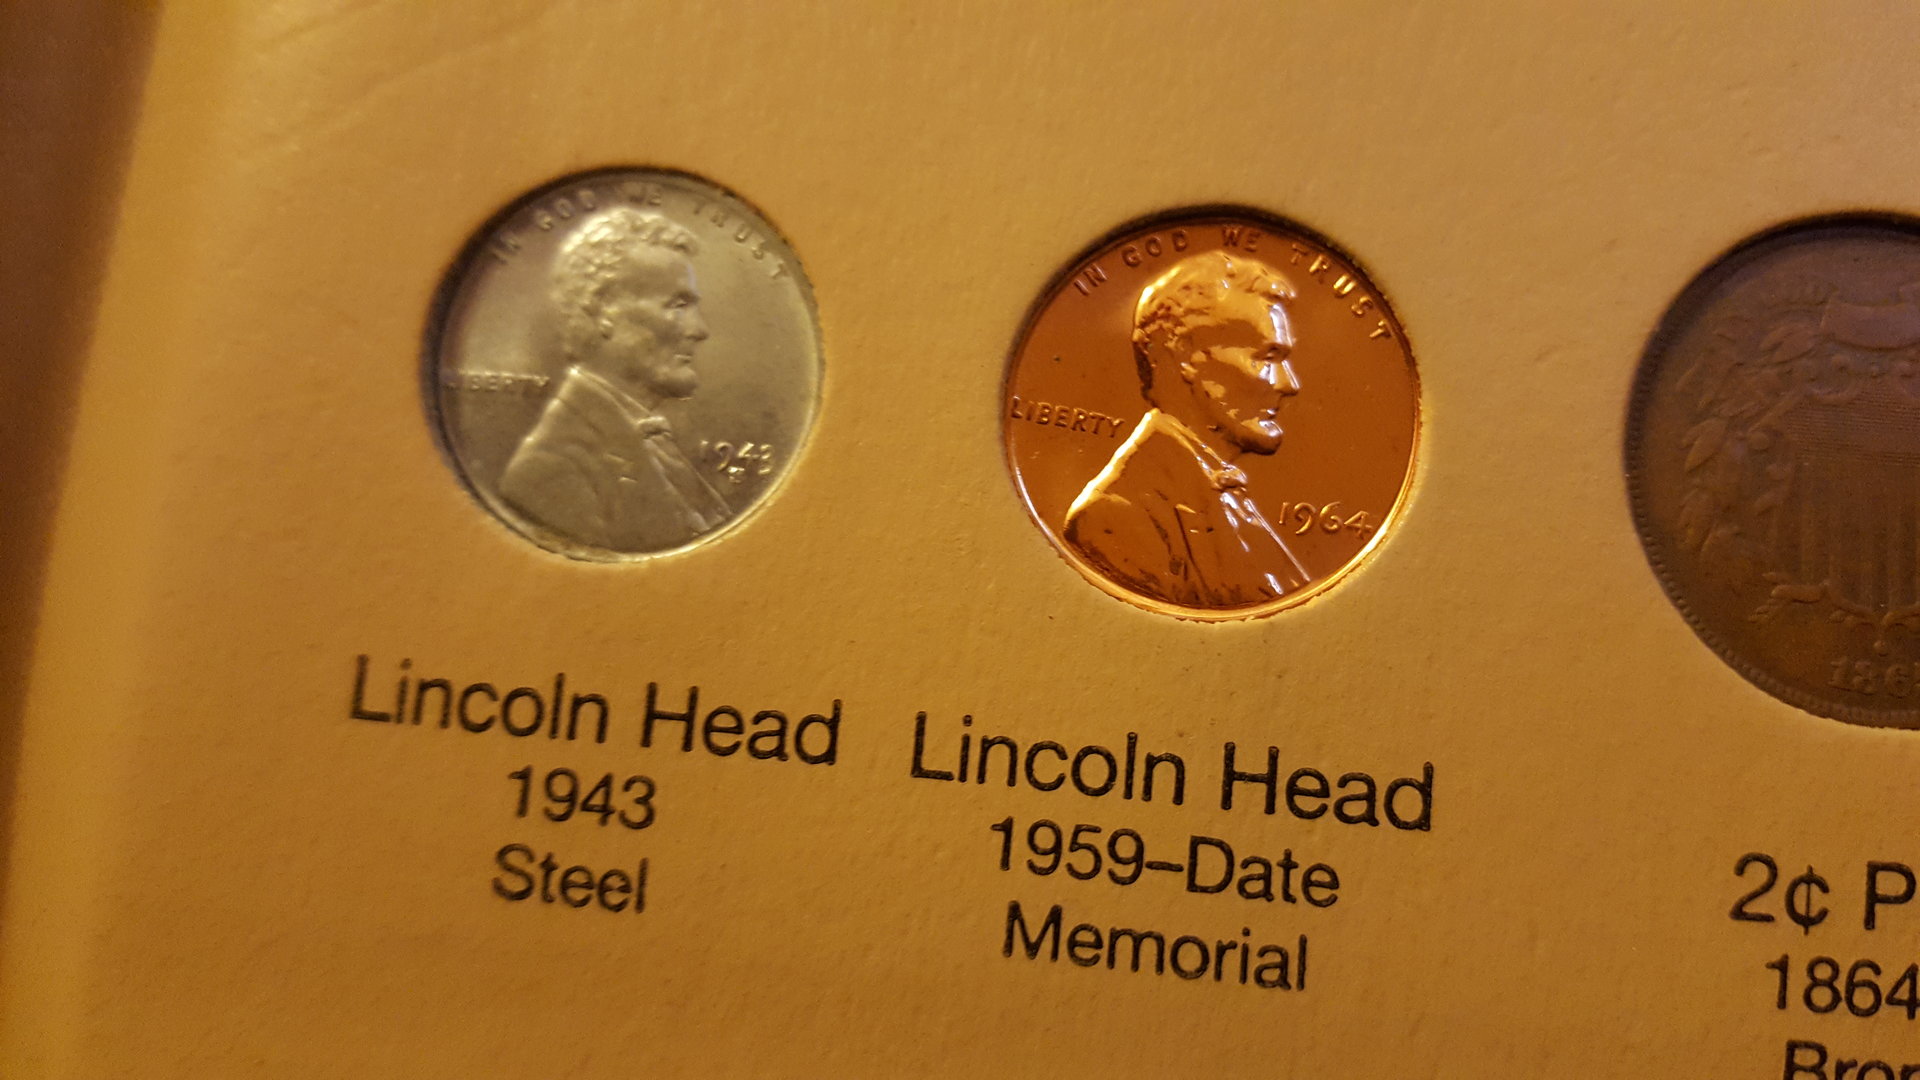 IN GOD WE TRUST
LIBERTY
1943
IN GOD WE TRUST
LIBERTY
1964
Lincoln Head
1943
Steel
Lincoln Head
1959–Date
Memorial
2¢ P
1864
Bron